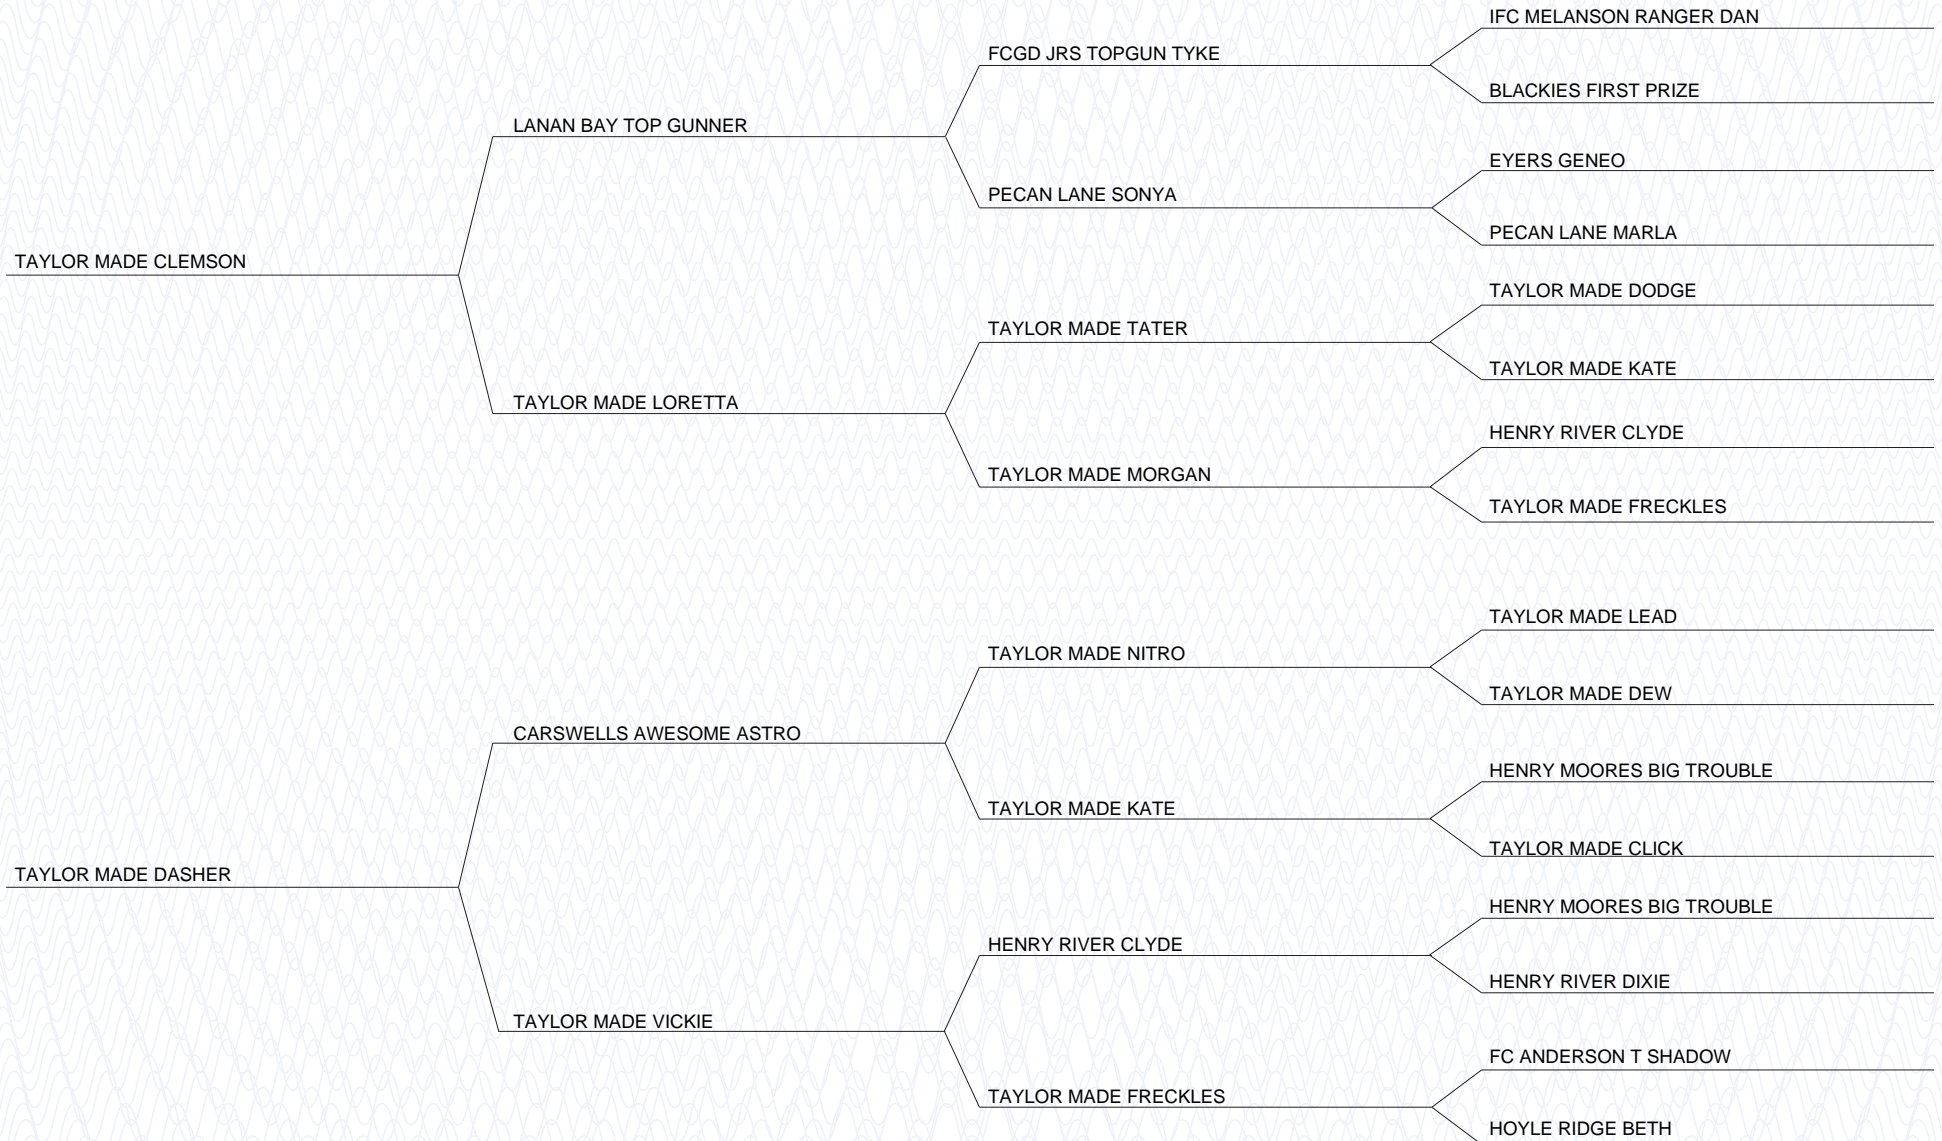 IFC MELANSON RANGER DAN
FCGD JRS TOPGUN TYKE
BLACKIES FIRST PRIZE
LANAN BAY TOP GUNNER
EYERS GENEO
PECAN LANE SONYA
PECAN LANE MARLA
TAYLOR MADE CLEMSON
TAYLOR MADE DODGE
TAYLOR MADE TATER
TAYLOR MADE KATE
TAYLOR MADE LORETTA
HENRY RIVER CLYDE
TAYLOR MADE MORGAN
TAYLOR MADE FRECKLES
TAYLOR MADE LEAD
TAYLOR MADE NITRO
TAYLOR MADE DEW
CARSWELLS AWESOME ASTRO
HENRY MOORES BIG TROUBLE
TAYLOR MADE KATE
TAYLOR MADE CLICK
TAYLOR MADE DASHER
HENRY MOORES BIG TROUBLE
HENRY RIVER CLYDE
HENRY RIVER DIXIE
TAYLOR MADE VICKIE
FC ANDERSON T SHADOW
TAYLOR MADE FRECKLES
HOYLE RIDGE BETH